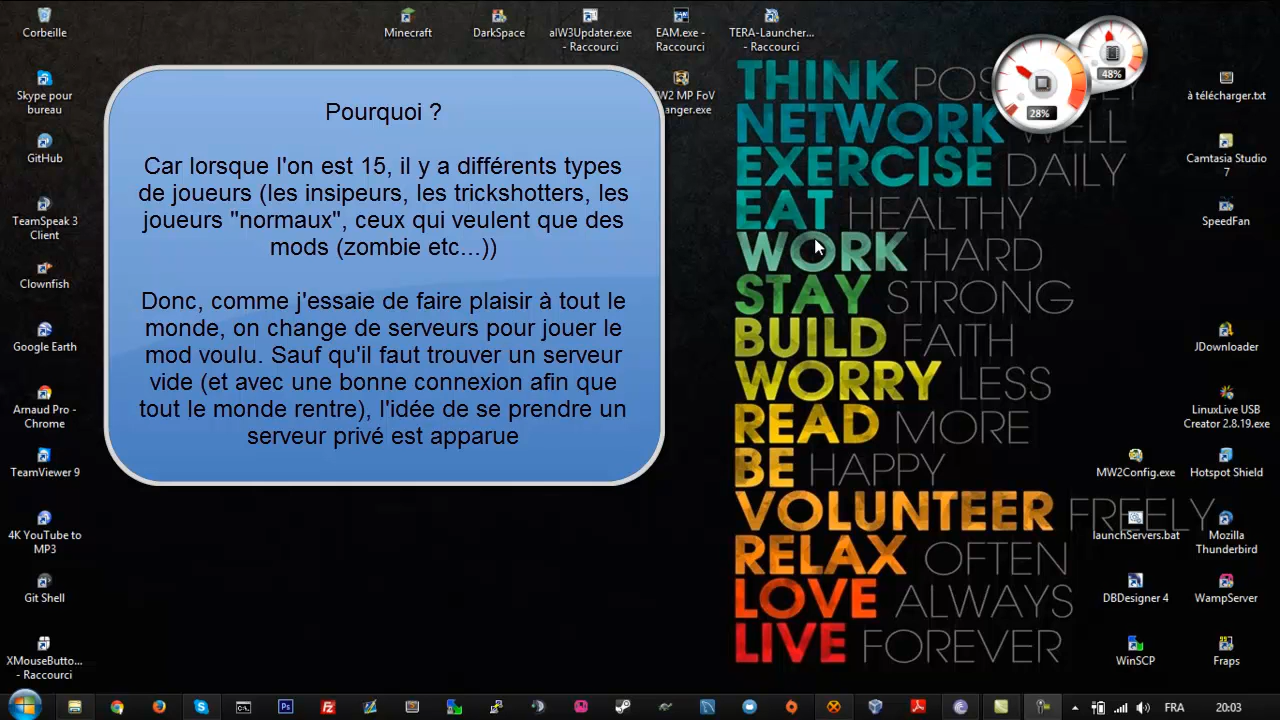 Corbeille
Minecraft
DarkSpace
alW3Updater.exe
- Raccourci
EAM.exe -
Raccourci
TERA-Launcher...
- Raccourci
Skype pour
bureau
GitHub
TeamSpeak 3
Client
Clownfish
Google Earth
Arnaud Pro -
Chrome
TeamViewer 9
4K YouTube to
MP3
Git Shell
XMouseButto...
- Raccourci
Pourquoi ?
Car lorsque l'on est 15, il y a différents types
de joueurs (les insipeurs, les trickshotters, les
joueurs "normaux", ceux qui veulent que des
mods (zombie etc...))
Donc, comme j'essaie de faire plaisir à tout le
monde, on change de serveurs pour jouer le
mod voulu. Sauf qu'il faut trouver un serveur
vide (et avec une bonne connexion afin que
tout le monde rentre), l'idée de se prendre un
serveur privé est apparue
W2 MP FoV
anger.exe
48%
28%
THINK
NETWORK WELL
EXERCISE DAILY
EAT HEALTHY
WORK HARD
STAY STRONG
BUILD FAITH
WORRY LESS
READ MORE
BE HAPPY
VOLUNTEER FREELY
RELAX OFTEN
LOVE ALWAYS
LIVE FOREVER
à télécharger.txt
Camtasia Studio
7
SpeedFan
JDownloader
LinuxLive USB
Creator 2.8.19.exe
MW2Config.exe
Hotspot Shield
launchServers.bat
Mozilla
Thunderbird
DBDesigner 4
WampServer
WinSCP
Fraps
FRA
20:03